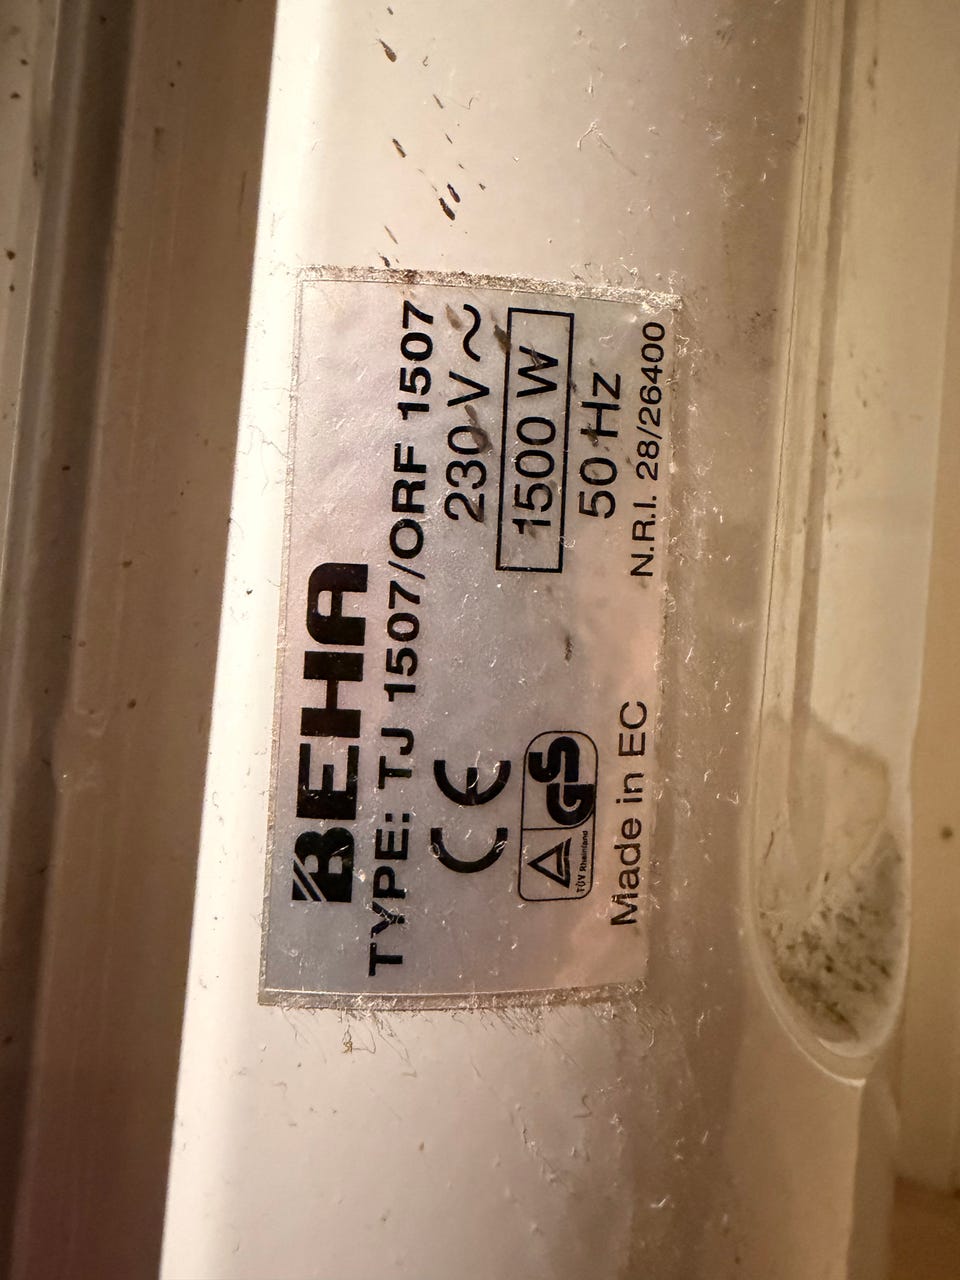 BEHA
TYPE: TJ 1507/ORF 1507
230 V ~
1500 W
50 Hz
CE
GS
TÜV Rheinland
Made in EC
N.R.I. 28/26400